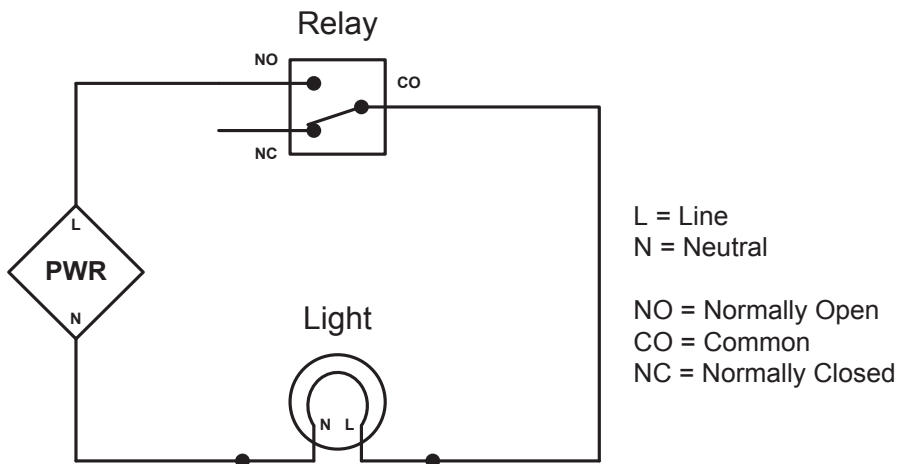 Relay
NO
CO
NC
L
PWR
N
Light
N L
L = Line
N = Neutral
NO = Normally Open
CO = Common
NC = Normally Closed